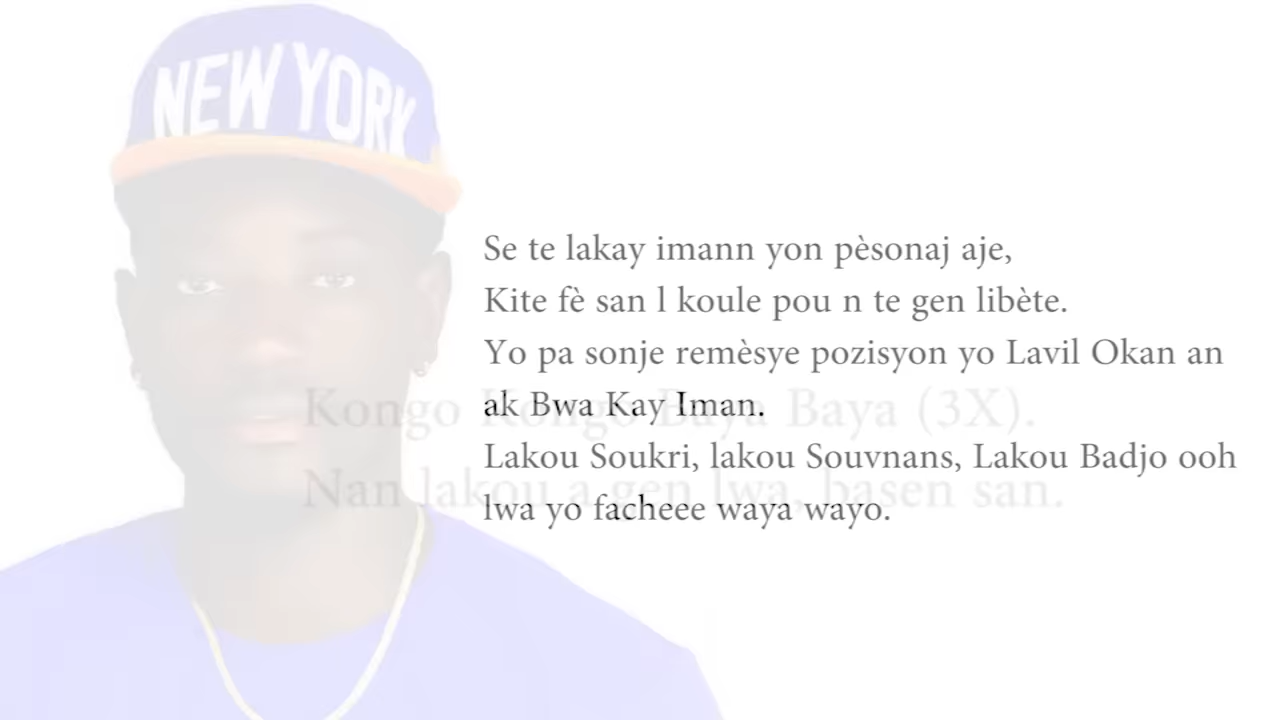 NEW YORK
Se te lakay imann yon pèsonaj aje,
Kite fè san l koule pou n te gen libète.
Yo pa sonje remèsye pozisyon yo Lavil Okan an
ak Bwa Kay Iman.
Kongo Kongo Baya Baya (3X).
Lakou Soukri, lakou Souvnans, Lakou Badjo ooh
Nan lakou a gen lwa, basen san.
lwa yo facheee waya wayo.